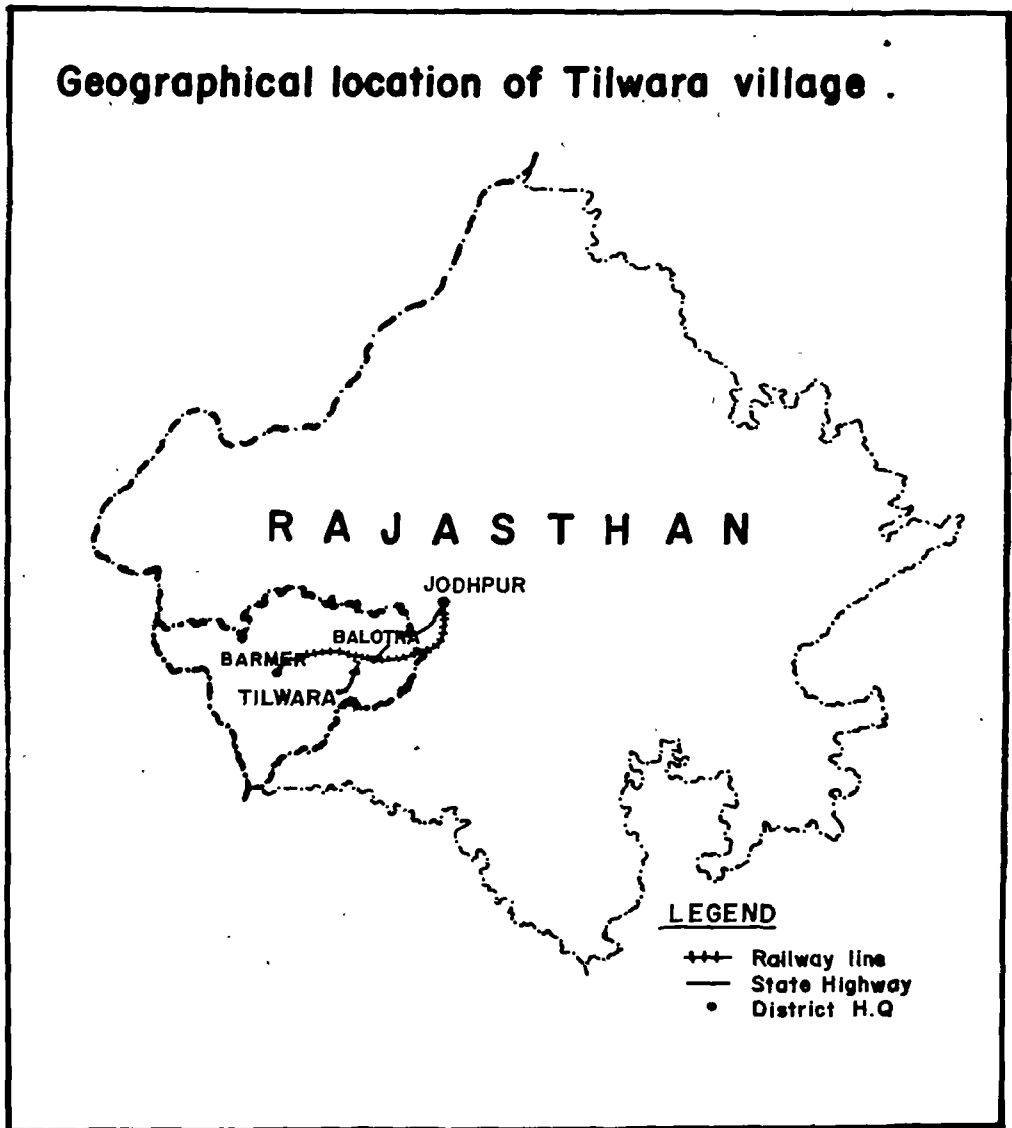 Geographical location of Tilwara village .
RAJASTHAN
JODHPUR
BALOTRA
BARMER
TILWARA
LEGEND
Railway line
State Highway
District H.Q